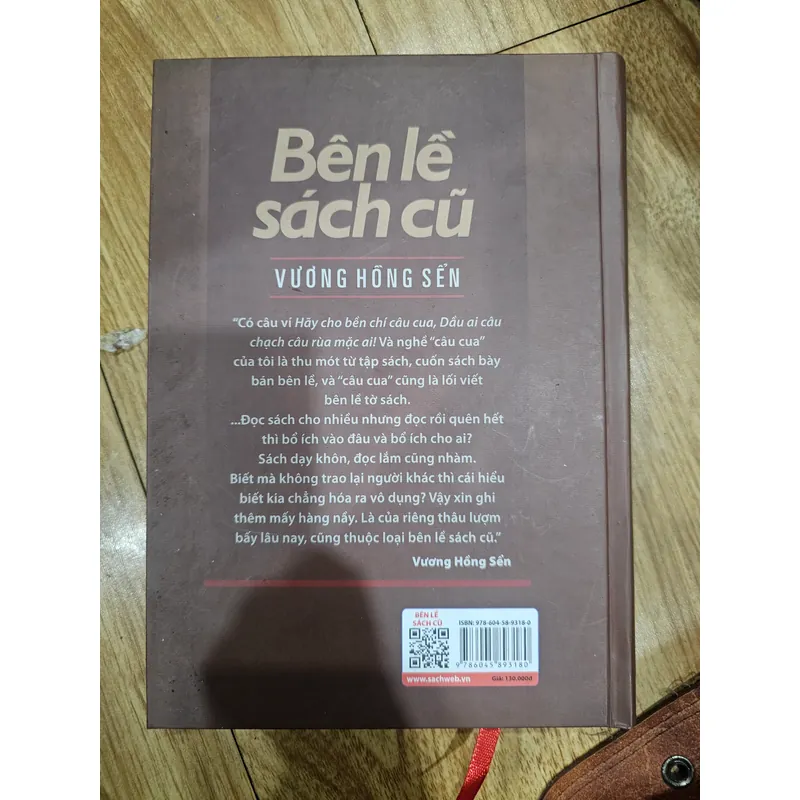 Bên lề
sách cũ
VƯƠNG HỒNG SỂN
"Có câu ví Hãy cho bền chí câu cua, Dầu ai câu
chạch câu rùa mặc ai! Và nghề "câu cua"
của tôi là thu mót từ tập sách, cuốn sách bày
bán bên lề, và "câu cua" cũng là lối viết
bên lề tờ sách.
...Đọc sách cho nhiều nhưng đọc rồi quên hết
thì bổ ích vào đâu và bổ ích cho ai?
Sách dạy khôn, đọc lắm cũng nhàm.
Biết mà không trao lại người khác thì cái hiểu
biết kia chẳng hóa ra vô dụng? Vậy xin ghi
thêm mấy hàng nầy. Là của riêng thâu lượm
bấy lâu nay, cũng thuộc loại bên lề sách cũ."
Vương Hồng Sển
BÊN LỀ
SÁCH CŨ
ISBN: 978-604-58-9318-0
9 786045 893180
www.sachweb.vn
Giá: 130.000đ